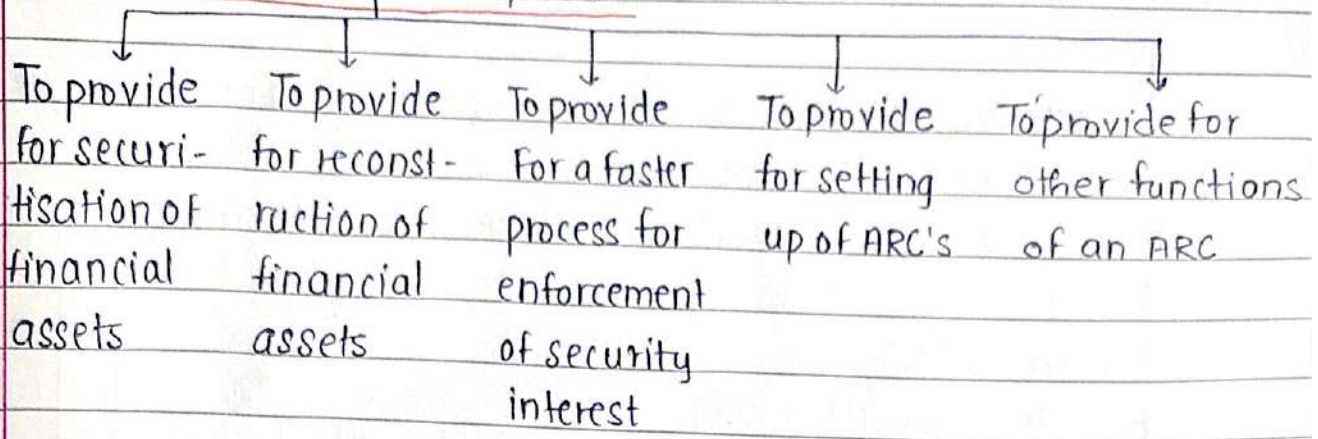 To provide
for securi-
tisation of
financial
assets
To provide
for reconst-
ruction of
financial
assets
To provide
For a faster
process for
enforcement
of security
interest
To provide
for setting
up of ARC's
To provide for
other functions
of an ARC